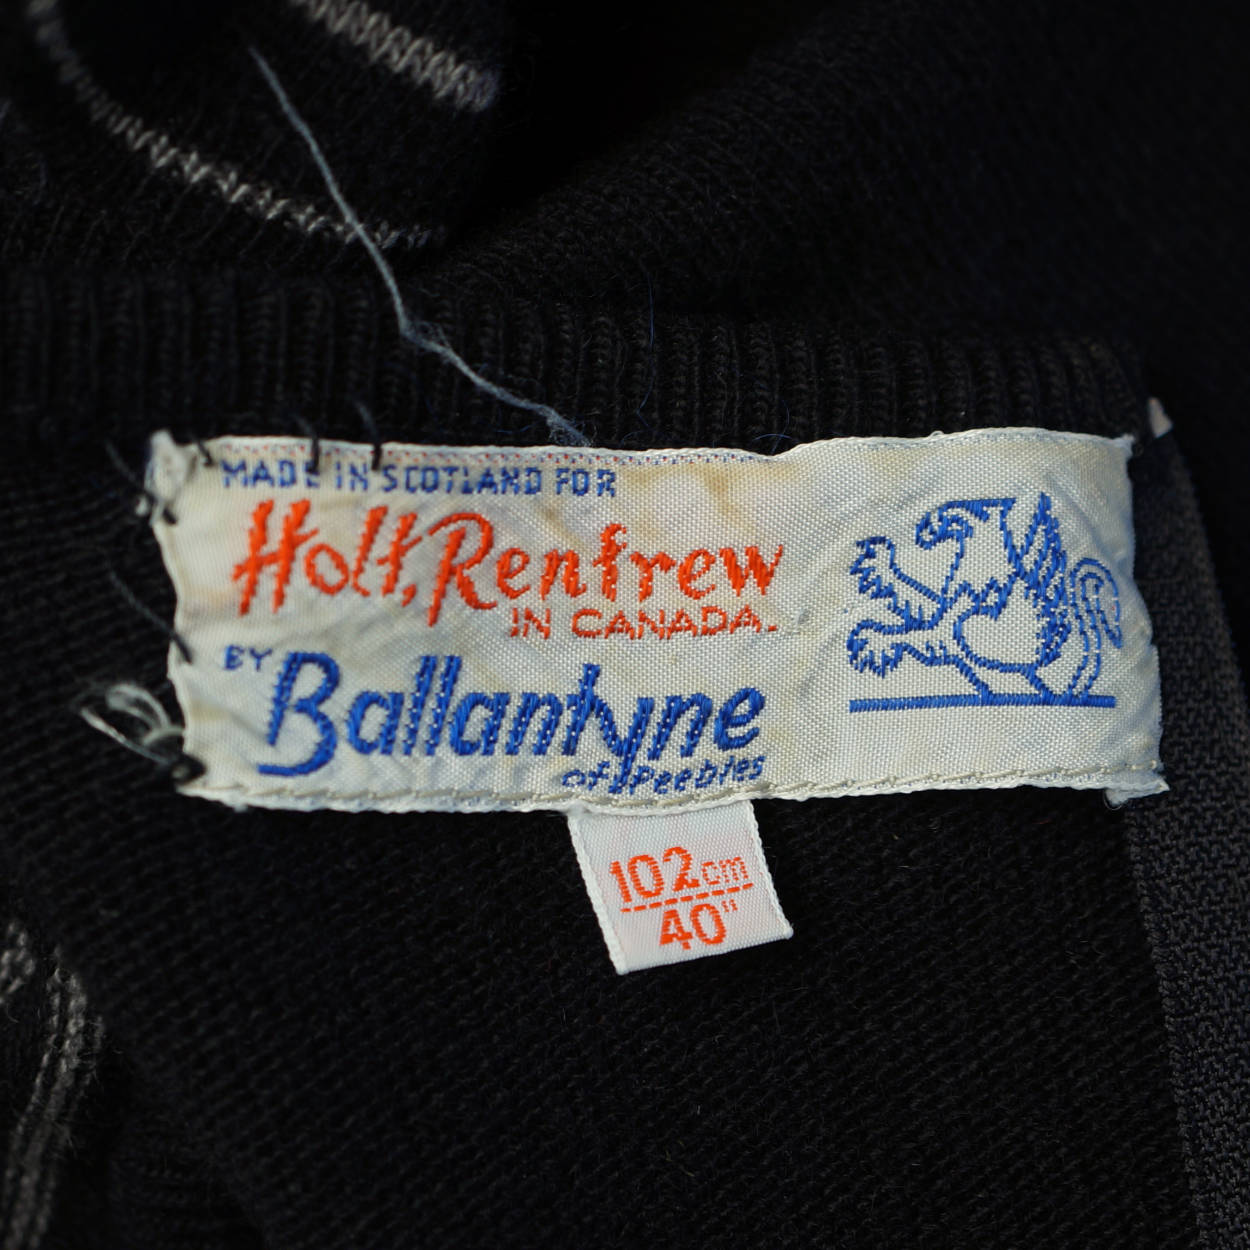 MADE IN SCOTLAND FOR
Holt, Renfrew
IN CANADA.
BY Ballantyne
of Peebles
102cm
40"